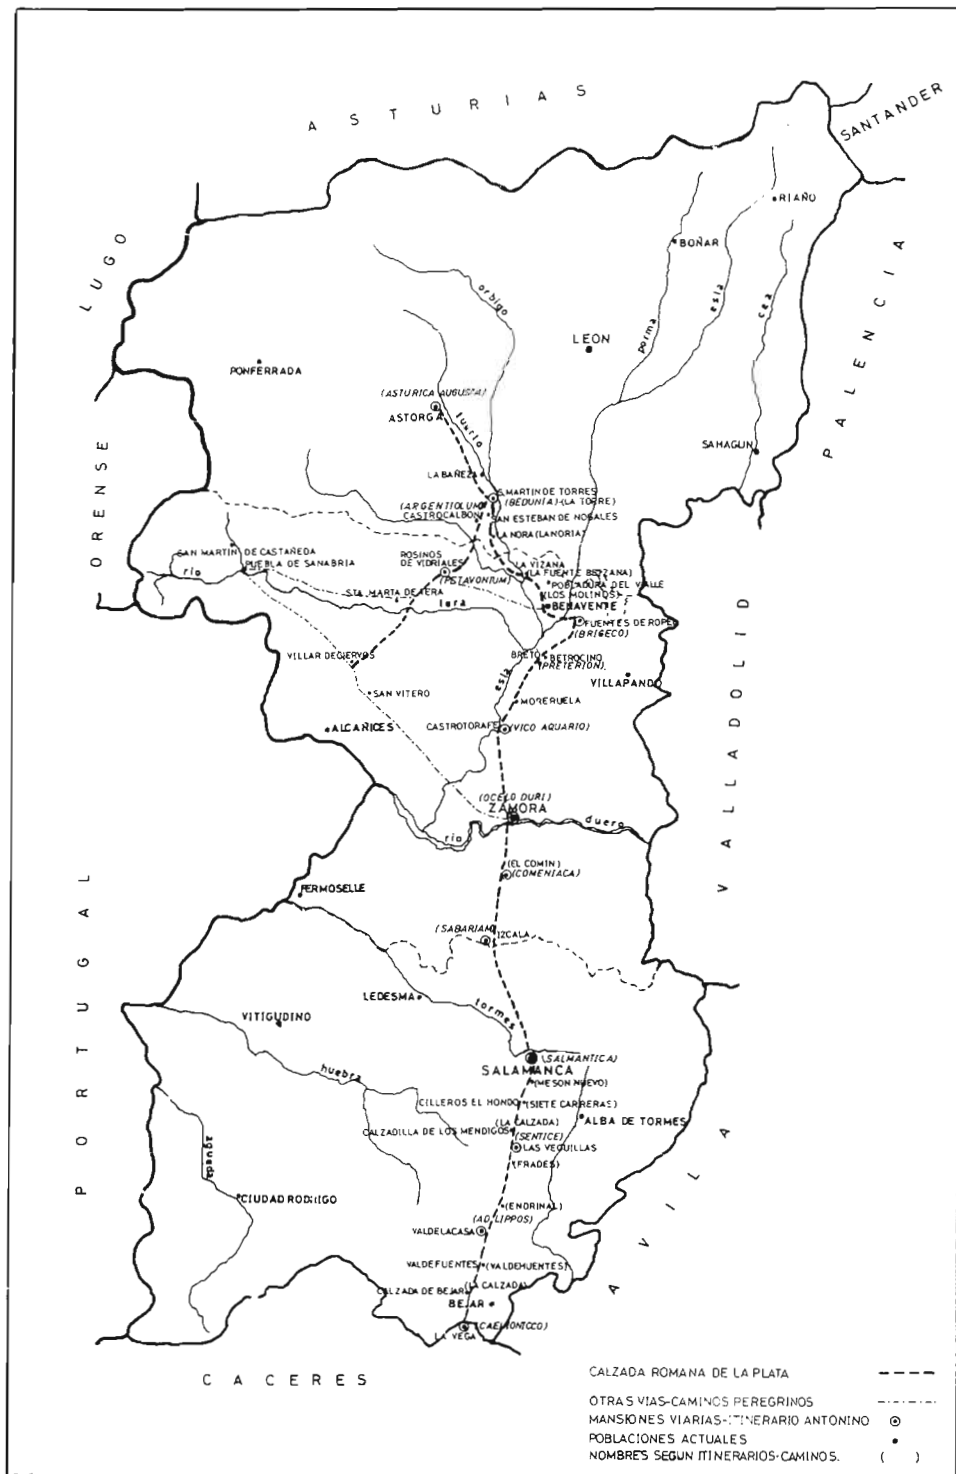 ASTURIAS
SANTANDER
LUGO
PALENCIA
RIAÑO
BOÑAR
orbigo
porma
esla
cea
LEON
PONFERRADA
(ASTURICA AUGUSTA)
ASTORGA
tuerto
ORENSE
SAHAGUN
LA BAÑEZA
S. MARTIN DE TORRES
(BEDUNIA)-(LA TORRE)
(ARGENTIOLUM)
CASTROCALBON
SAN ESTEBAN DE NOGALES
LA NORA (LANORIA)
SAN MARTIN DE CASTAÑEDA
PUEBLA DE SANABRIA
rio
ROSINOS
DE VIDRIALES
LA VIZANA
(PETAVONIUM)
POBLADURA DEL VALLE
(LOS MOLINOS)
STA. MARTA DE TERA
tera
BENAVENTE
FUENTES DE ROPEL
(BRIGECO)
VILLAR DE CIERVOS
BRETO
BETROCINO
(PRETERION)
VILLAPANDO
esla
SAN VITERO
MORERUELA
ALCAÑICES
CASTROTORAFE
(VICO AQUARIO)
VALLADOLID
(OCELO DURI)
ZAMORA
rio
duero
(EL COMIN)
(COMENIACA)
FERMOSELLE
PORTUGAL
(SABARIAM)
IZCALA
LEDESMA
tormes
VITIGUDINO
(SALMANTICA)
SALAMANCA
(MESON NUEVO)
huebra
CILLEROS EL HONDO
(SIETE CARRERAS)
(LA CALZADA)
ALBA DE TORMES
CALZADILLA DE LOS MENDIGOS
(SENTICE)
LAS VEGUILLAS
(FRADES)
agueda
AVILA
CIUDAD RODRIGO
(ENDRINAL)
(AD LIPPOS)
VALDELACASA
VALDEFUENTES
(VALDEHUENTES)
(LA CALZADA)
CALZADA DE BEJAR
BEJAR
LA VEGA
CACERES
CALZADA ROMANA DE LA PLATA
OTRAS VIAS-CAMINOS PEREGRINOS
MANSIONES VIARIAS-ITINERARIO ANTONINO
POBLACIONES ACTUALES
NOMBRES SEGUN ITINERARIOS-CAMINOS. ( )